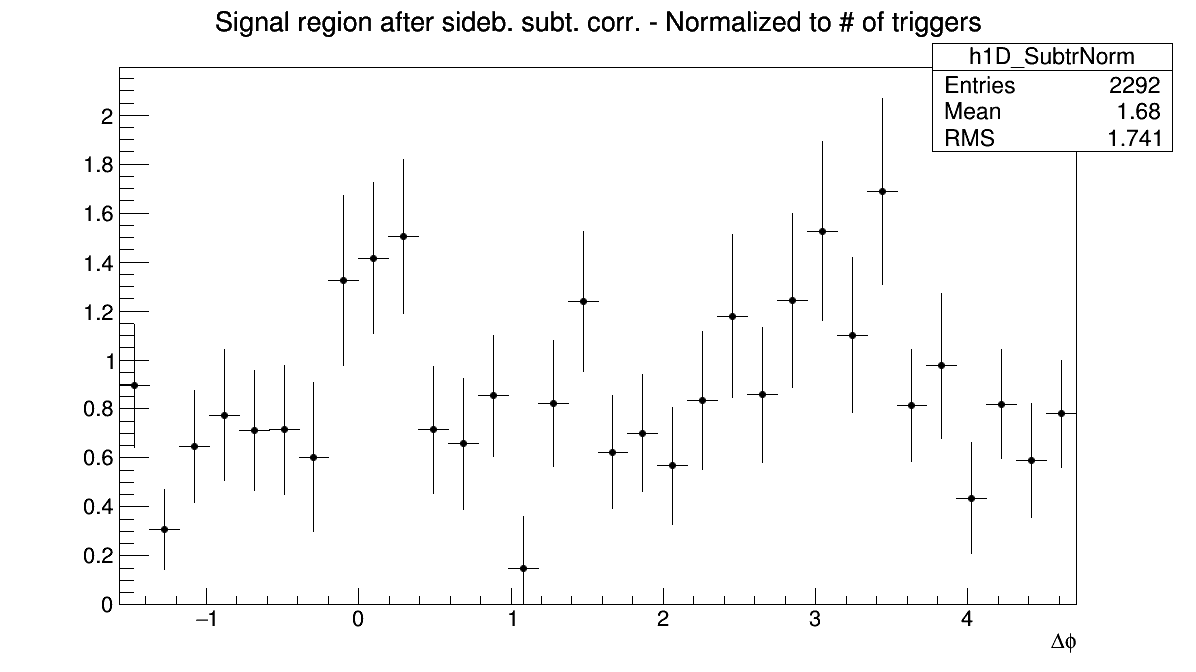 Signal region after sideb. subt. corr. - Normalized to # of triggers
h1D_SubtrNorm
Entries 2292
Mean 1.68
RMS 1.741
2
1.8
1.6
1.4
1.2
1
0.8
0.6
0.4
0.2
0
−1 0 1 2 3 4
Δϕ